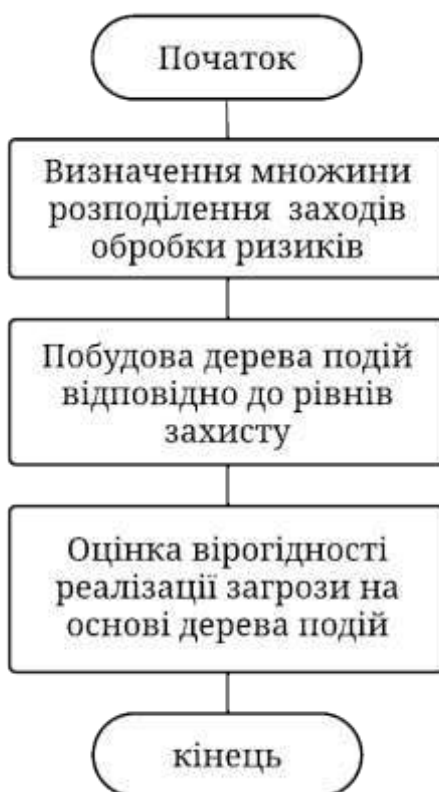 Початок
Визначення множини
розподілення заходів
обробки ризиків
Побудова дерева подій
відповідно до рівнів
захисту
Оцінка вірогідності
реалізації загрози на
основі дерева подій
кінець